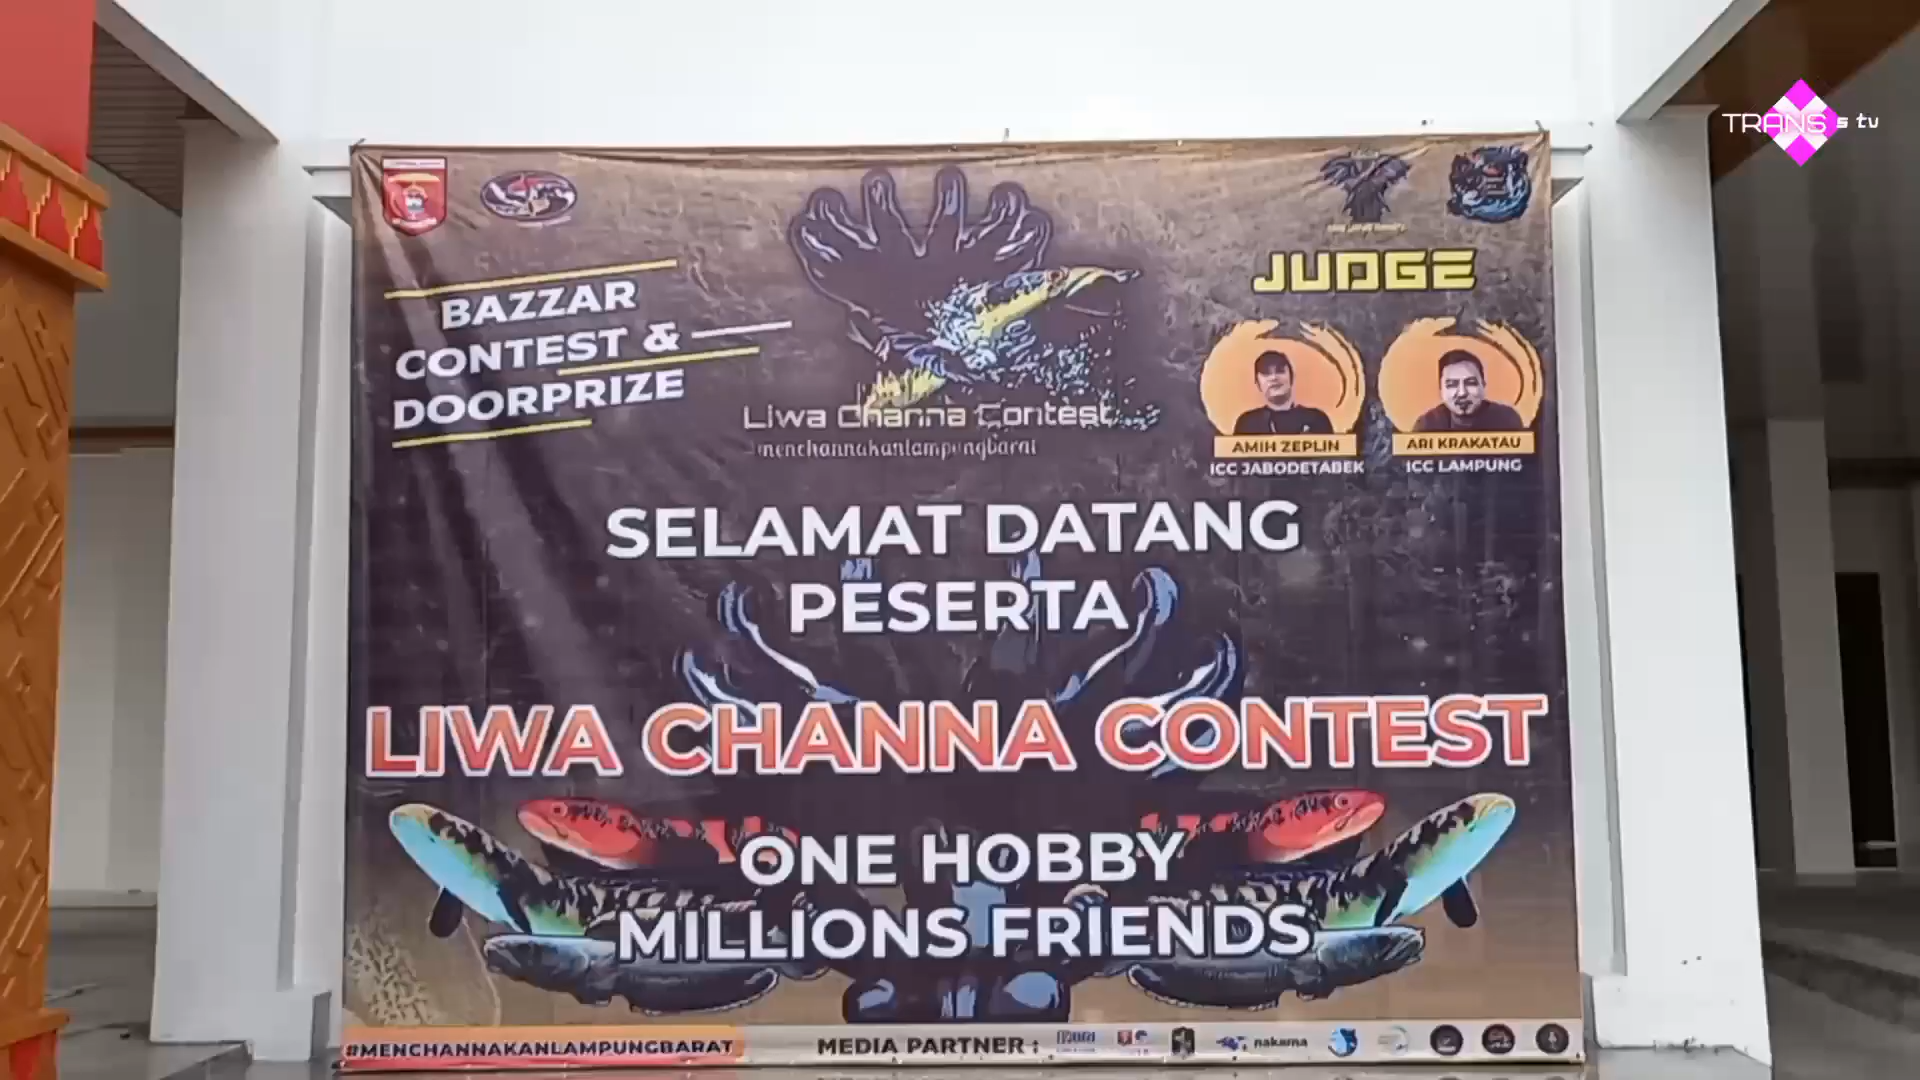 TRANS s tv
BAZZAR
CONTEST &
DOORPRIZE
Liwa Channa Contest
#menchannakanlampungbarat
JUDGE
AMIH ZEPLIN
ICC JABODETABEK
ARI KRAKATAU
ICC LAMPUNG
SELAMAT DATANG
PESERTA
LIWA CHANNA CONTEST
ONE HOBBY
MILLIONS FRIENDS
#MENCHANNAKANLAMPUNGBARAT
MEDIA PARTNER :
nakama